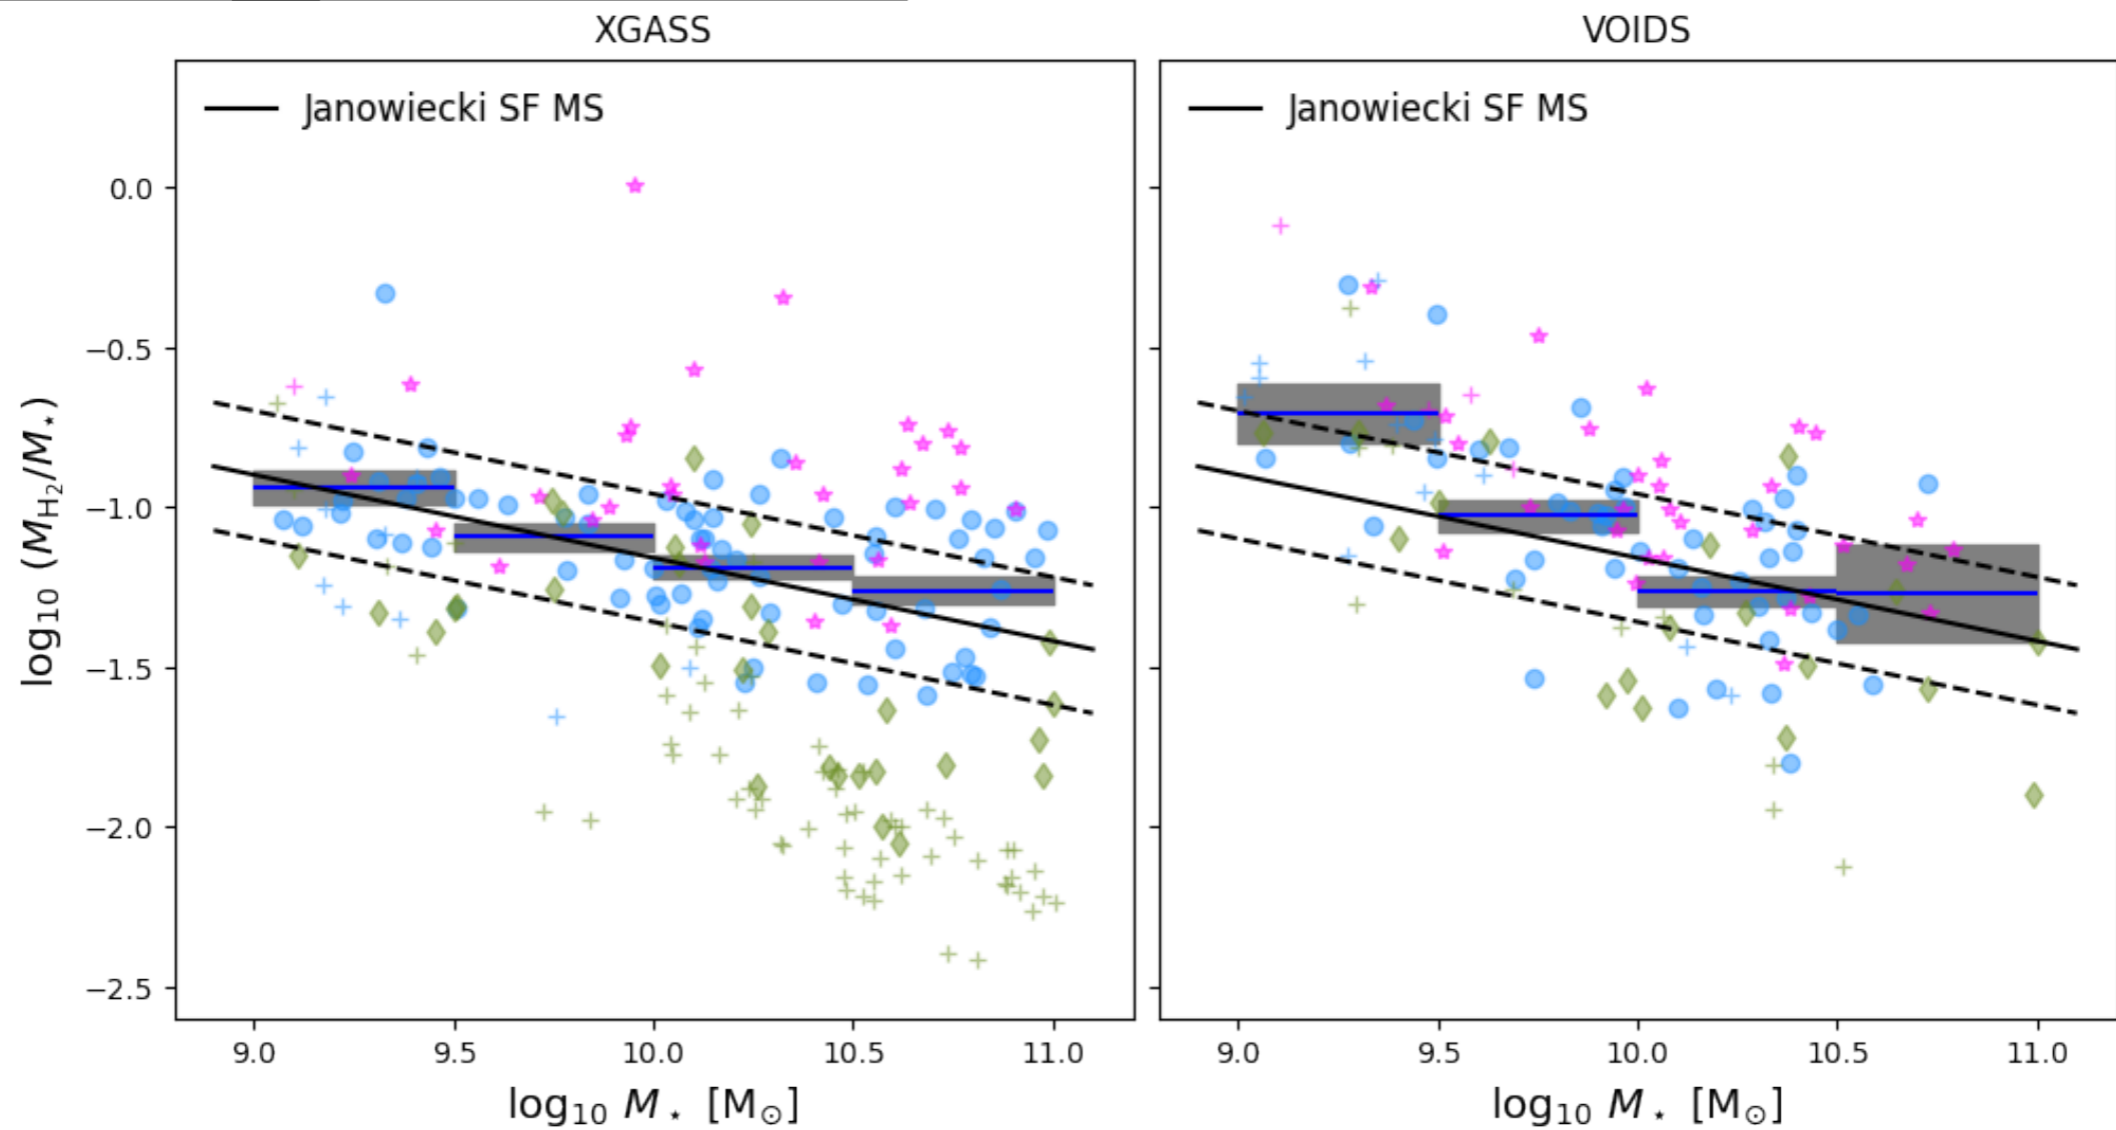 XGASS
VOIDS
Janowiecki SF MS
Janowiecki SF MS
0.0
−0.5
−1.0
−1.5
−2.0
−2.5
log₁₀ (M_H₂/M⋆)
9.0 9.5 10.0 10.5 11.0
9.0 9.5 10.0 10.5 11.0
log₁₀ M⋆ [M⊙]
log₁₀ M⋆ [M⊙]